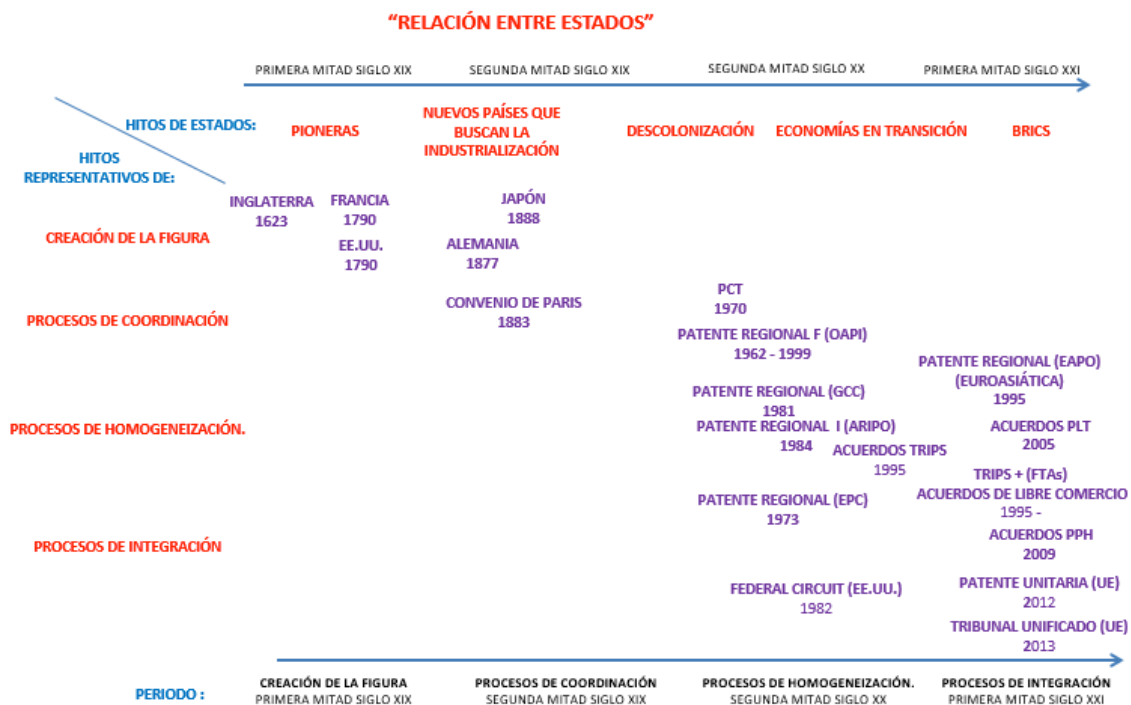 “RELACIÓN ENTRE ESTADOS”
PRIMERA MITAD SIGLO XIX SEGUNDA MITAD SIGLO XIX SEGUNDA MITAD SIGLO XX PRIMERA MITAD SIGLO XXI
HITOS DE ESTADOS:
PIONERAS
NUEVOS PAÍSES QUE
BUSCAN LA
INDUSTRIALIZACIÓN
DESCOLONIZACIÓN
ECONOMÍAS EN TRANSICIÓN
BRICS
HITOS
REPRESENTATIVOS DE:
CREACIÓN DE LA FIGURA
INGLATERRA
1623
FRANCIA
1790
EE.UU.
1790
JAPÓN
1888
ALEMANIA
1877
PROCESOS DE COORDINACIÓN
CONVENIO DE PARIS
1883
PCT
1970
PATENTE REGIONAL F (OAPI)
1962 - 1999
PATENTE REGIONAL (EAPO)
(EUROASIÁTICA)
1995
PROCESOS DE HOMOGENEIZACIÓN.
PATENTE REGIONAL (GCC)
1981
PATENTE REGIONAL I (ARIPO)
1984
ACUERDOS TRIPS
1995
ACUERDOS PLT
2005
TRIPS + (FTAs)
ACUERDOS DE LIBRE COMERCIO
1995 -
PROCESOS DE INTEGRACIÓN
PATENTE REGIONAL (EPC)
1973
ACUERDOS PPH
2009
FEDERAL CIRCUIT (EE.UU.)
1982
PATENTE UNITARIA (UE)
2012
TRIBUNAL UNIFICADO (UE)
2013
PERIODO :
CREACIÓN DE LA FIGURA
PRIMERA MITAD SIGLO XIX
PROCESOS DE COORDINACIÓN
SEGUNDA MITAD SIGLO XIX
PROCESOS DE HOMOGENEIZACIÓN.
SEGUNDA MITAD SIGLO XX
PROCESOS DE INTEGRACIÓN
PRIMERA MITAD SIGLO XXI